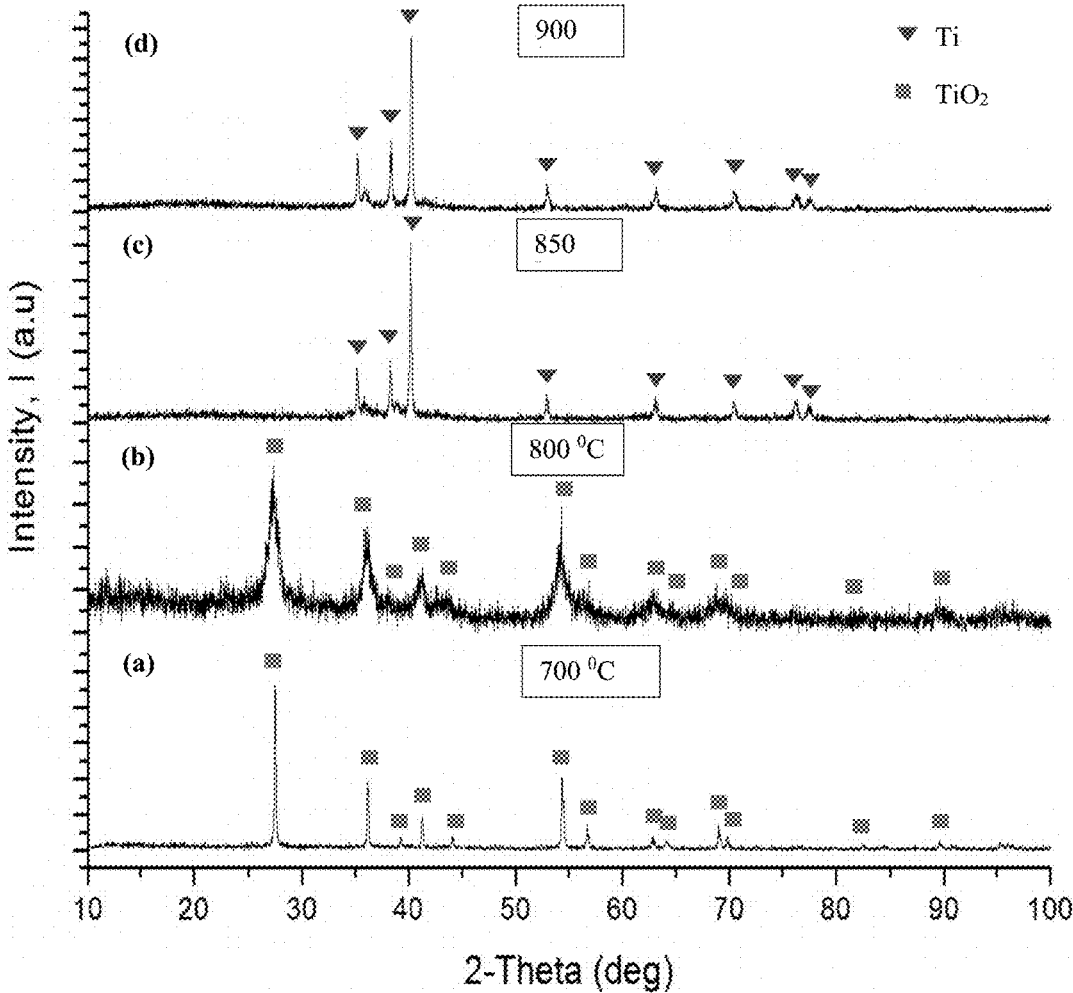 (d)
900
Ti
TiO₂
(c)
850
(b)
800 ⁰C
(a)
700 ⁰C
Intensity, I (a.u)
10 20 30 40 50 60 70 80 90 100
2-Theta (deg)